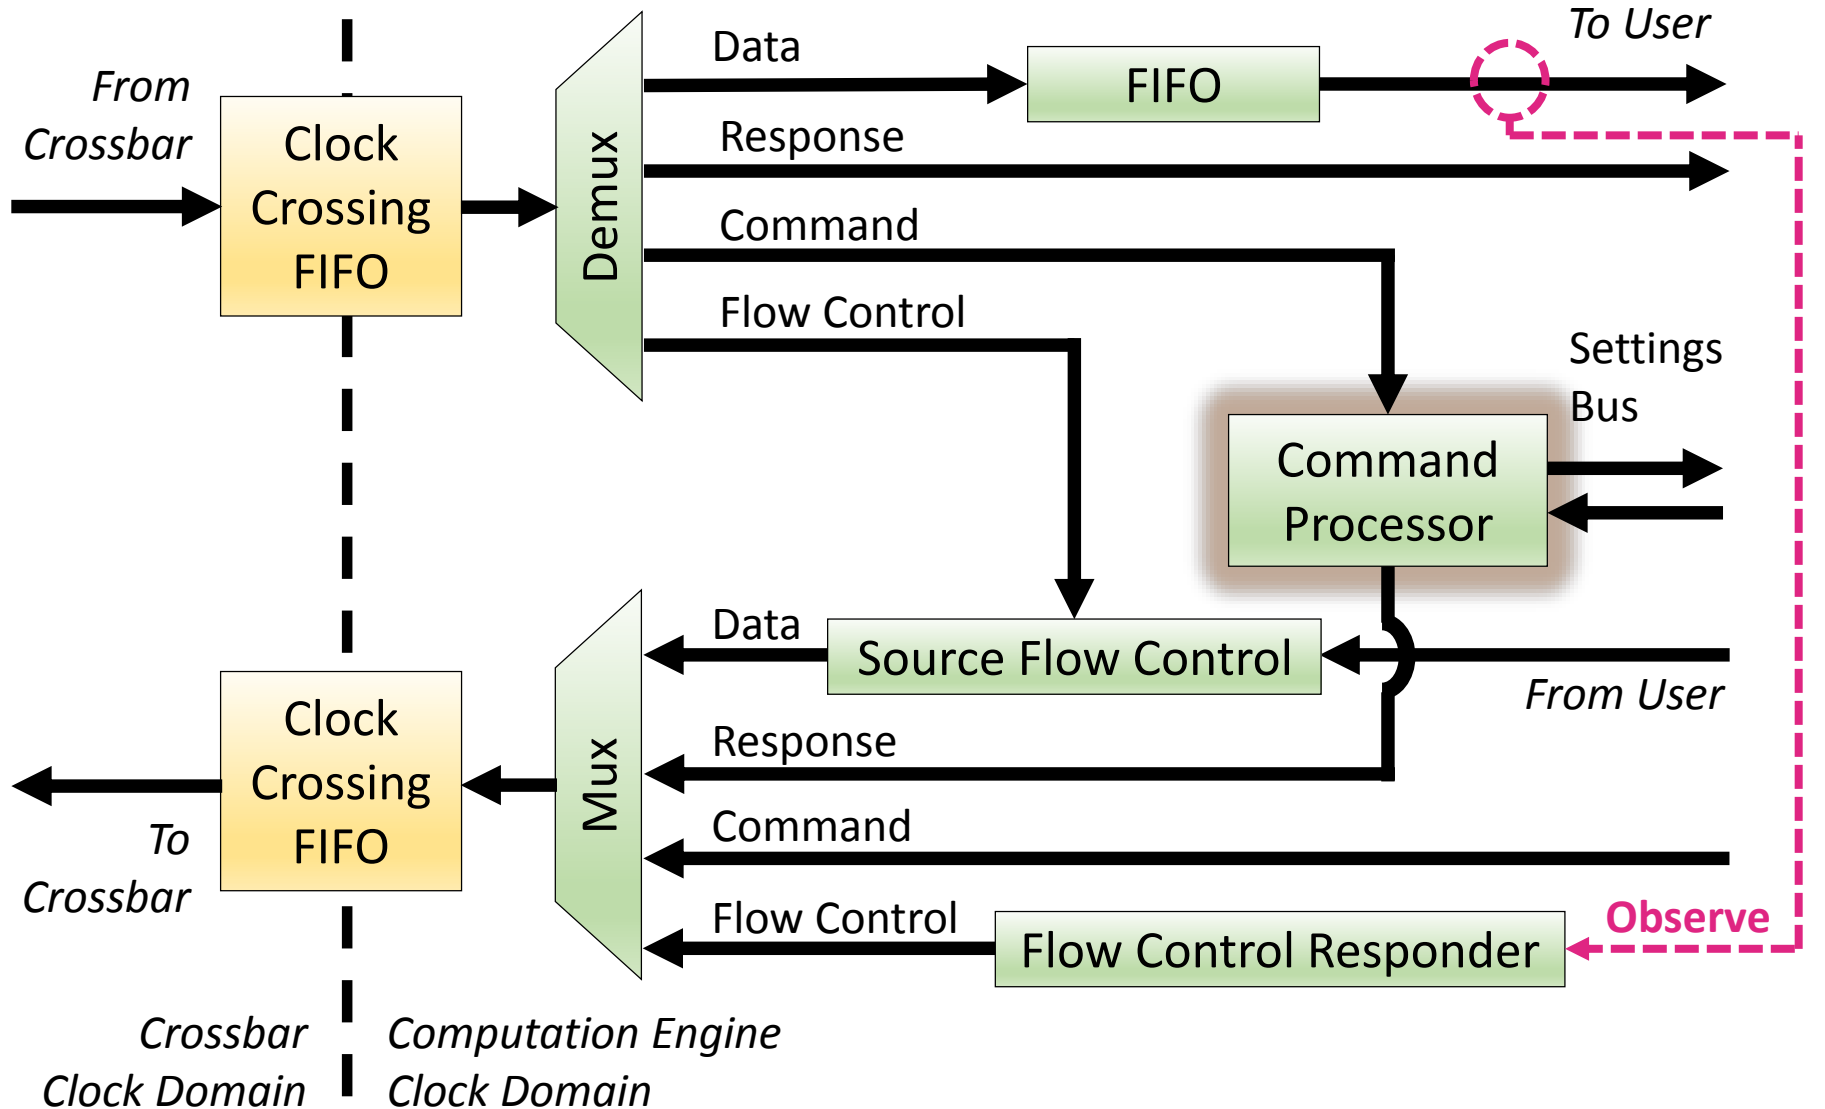 From
Crossbar
Clock
Crossing
FIFO
Demux
Data
FIFO
To User
Response
Command
Flow Control
Settings
Bus
Command
Processor
Data
Source Flow Control
From User
Clock
Crossing
FIFO
Mux
Response
To
Crossbar
Command
Flow Control
Flow Control Responder
Observe
Crossbar
Clock Domain
Computation Engine
Clock Domain